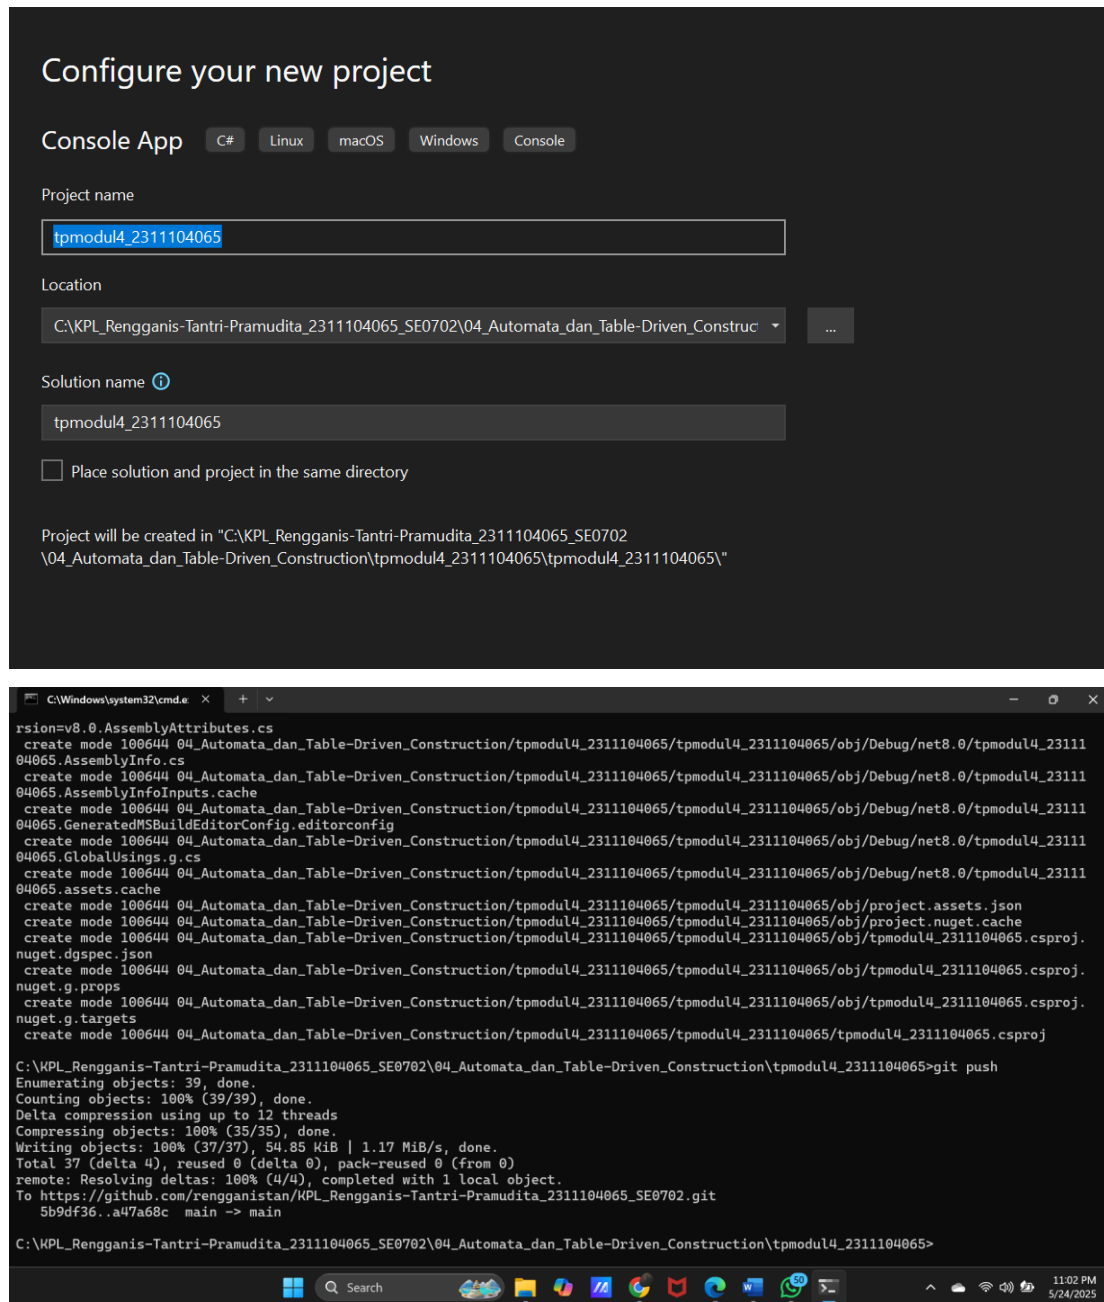 Configure your new project
Console App C# Linux macOS Windows Console
Project name
tpmodul4_2311104065
Location
C:\KPL_Rengganis-Tantri-Pramudita_2311104065_SE0702\04_Automata_dan_Table-Driven_Construc
...
Solution name
tpmodul4_2311104065
Place solution and project in the same directory
Project will be created in "C:\KPL_Rengganis-Tantri-Pramudita_2311104065_SE0702
\04_Automata_dan_Table-Driven_Construction\tpmodul4_2311104065\tpmodul4_2311104065\"
C:\Windows\system32\cmd.e:
rsion=v8.0.AssemblyAttributes.cs
create mode 100644 04_Automata_dan_Table-Driven_Construction/tpmodul4_2311104065/tpmodul4_2311104065/obj/Debug/net8.0/tpmodul4_23111
04065.AssemblyInfo.cs
create mode 100644 04_Automata_dan_Table-Driven_Construction/tpmodul4_2311104065/tpmodul4_2311104065/obj/Debug/net8.0/tpmodul4_23111
04065.AssemblyInfoInputs.cache
create mode 100644 04_Automata_dan_Table-Driven_Construction/tpmodul4_2311104065/tpmodul4_2311104065/obj/Debug/net8.0/tpmodul4_23111
04065.GeneratedMSBuildEditorConfig.editorconfig
create mode 100644 04_Automata_dan_Table-Driven_Construction/tpmodul4_2311104065/tpmodul4_2311104065/obj/Debug/net8.0/tpmodul4_23111
04065.GlobalUsings.g.cs
create mode 100644 04_Automata_dan_Table-Driven_Construction/tpmodul4_2311104065/tpmodul4_2311104065/obj/Debug/net8.0/tpmodul4_23111
04065.assets.cache
create mode 100644 04_Automata_dan_Table-Driven_Construction/tpmodul4_2311104065/tpmodul4_2311104065/obj/project.assets.json
create mode 100644 04_Automata_dan_Table-Driven_Construction/tpmodul4_2311104065/tpmodul4_2311104065/obj/project.nuget.cache
create mode 100644 04_Automata_dan_Table-Driven_Construction/tpmodul4_2311104065/tpmodul4_2311104065/obj/tpmodul4_2311104065.csproj.
nuget.dgspec.json
create mode 100644 04_Automata_dan_Table-Driven_Construction/tpmodul4_2311104065/tpmodul4_2311104065/obj/tpmodul4_2311104065.csproj.
nuget.g.props
create mode 100644 04_Automata_dan_Table-Driven_Construction/tpmodul4_2311104065/tpmodul4_2311104065/obj/tpmodul4_2311104065.csproj.
nuget.g.targets
create mode 100644 04_Automata_dan_Table-Driven_Construction/tpmodul4_2311104065/tpmodul4_2311104065/tpmodul4_2311104065.csproj
C:\KPL_Rengganis-Tantri-Pramudita_2311104065_SE0702\04_Automata_dan_Table-Driven_Construction\tpmodul4_2311104065>git push
Enumerating objects: 39, done.
Counting objects: 100% (39/39), done.
Delta compression using up to 12 threads
Compressing objects: 100% (35/35), done.
Writing objects: 100% (37/37), 54.85 KiB | 1.17 MiB/s, done.
Total 37 (delta 4), reused 0 (delta 0), pack-reused 0 (from 0)
remote: Resolving deltas: 100% (4/4), completed with 1 local object.
To https://github.com/rengganistan/KPL_Rengganis-Tantri-Pramudita_2311104065_SE0702.git
5b9df36..a47a68c main -> main
C:\KPL_Rengganis-Tantri-Pramudita_2311104065_SE0702\04_Automata_dan_Table-Driven_Construction\tpmodul4_2311104065>
Search 50 11:02 PM
5/24/2025